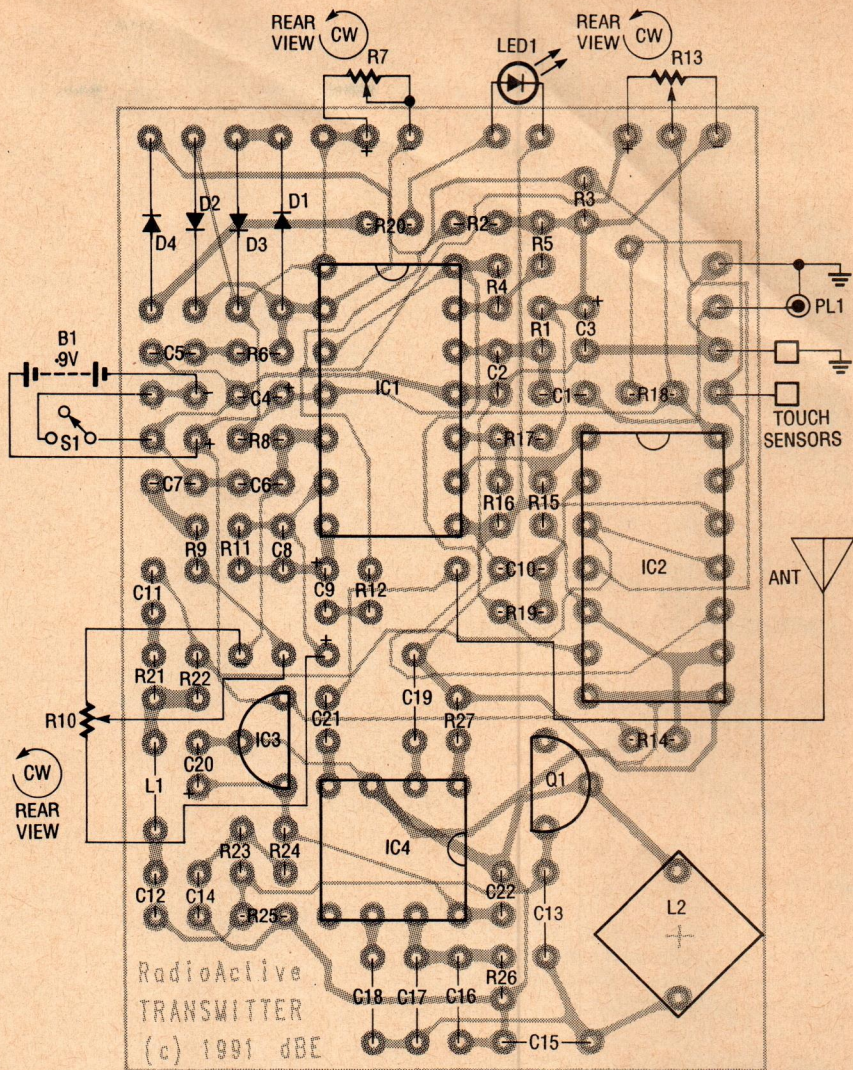 REAR
VIEW
CW
R7
LED1
REAR
VIEW
CW
R13
+
-
+
-
D4
D2
D3
D1
R20
R2
R3
R5
R4
PL1
B1
9V
C5
R6
IC1
C2
R1
+
C3
-
+
C4
+
C1
R18
TOUCH
SENSORS
S1
+
R8
R17
C7
C6
R16
R15
IC2
R9
R11
C8
+
C9
R12
C10
R19
ANT
C11
-
+
R21
R22
C19
R10
IC3
C21
R27
R14
CW
REAR
VIEW
L1
C20
+
Q1
IC4
R23
R24
C22
C12
C14
R25
C13
L2
RadioActive
TRANSMITTER
(c) 1991 dBE
C18
C17
C16
R26
C15